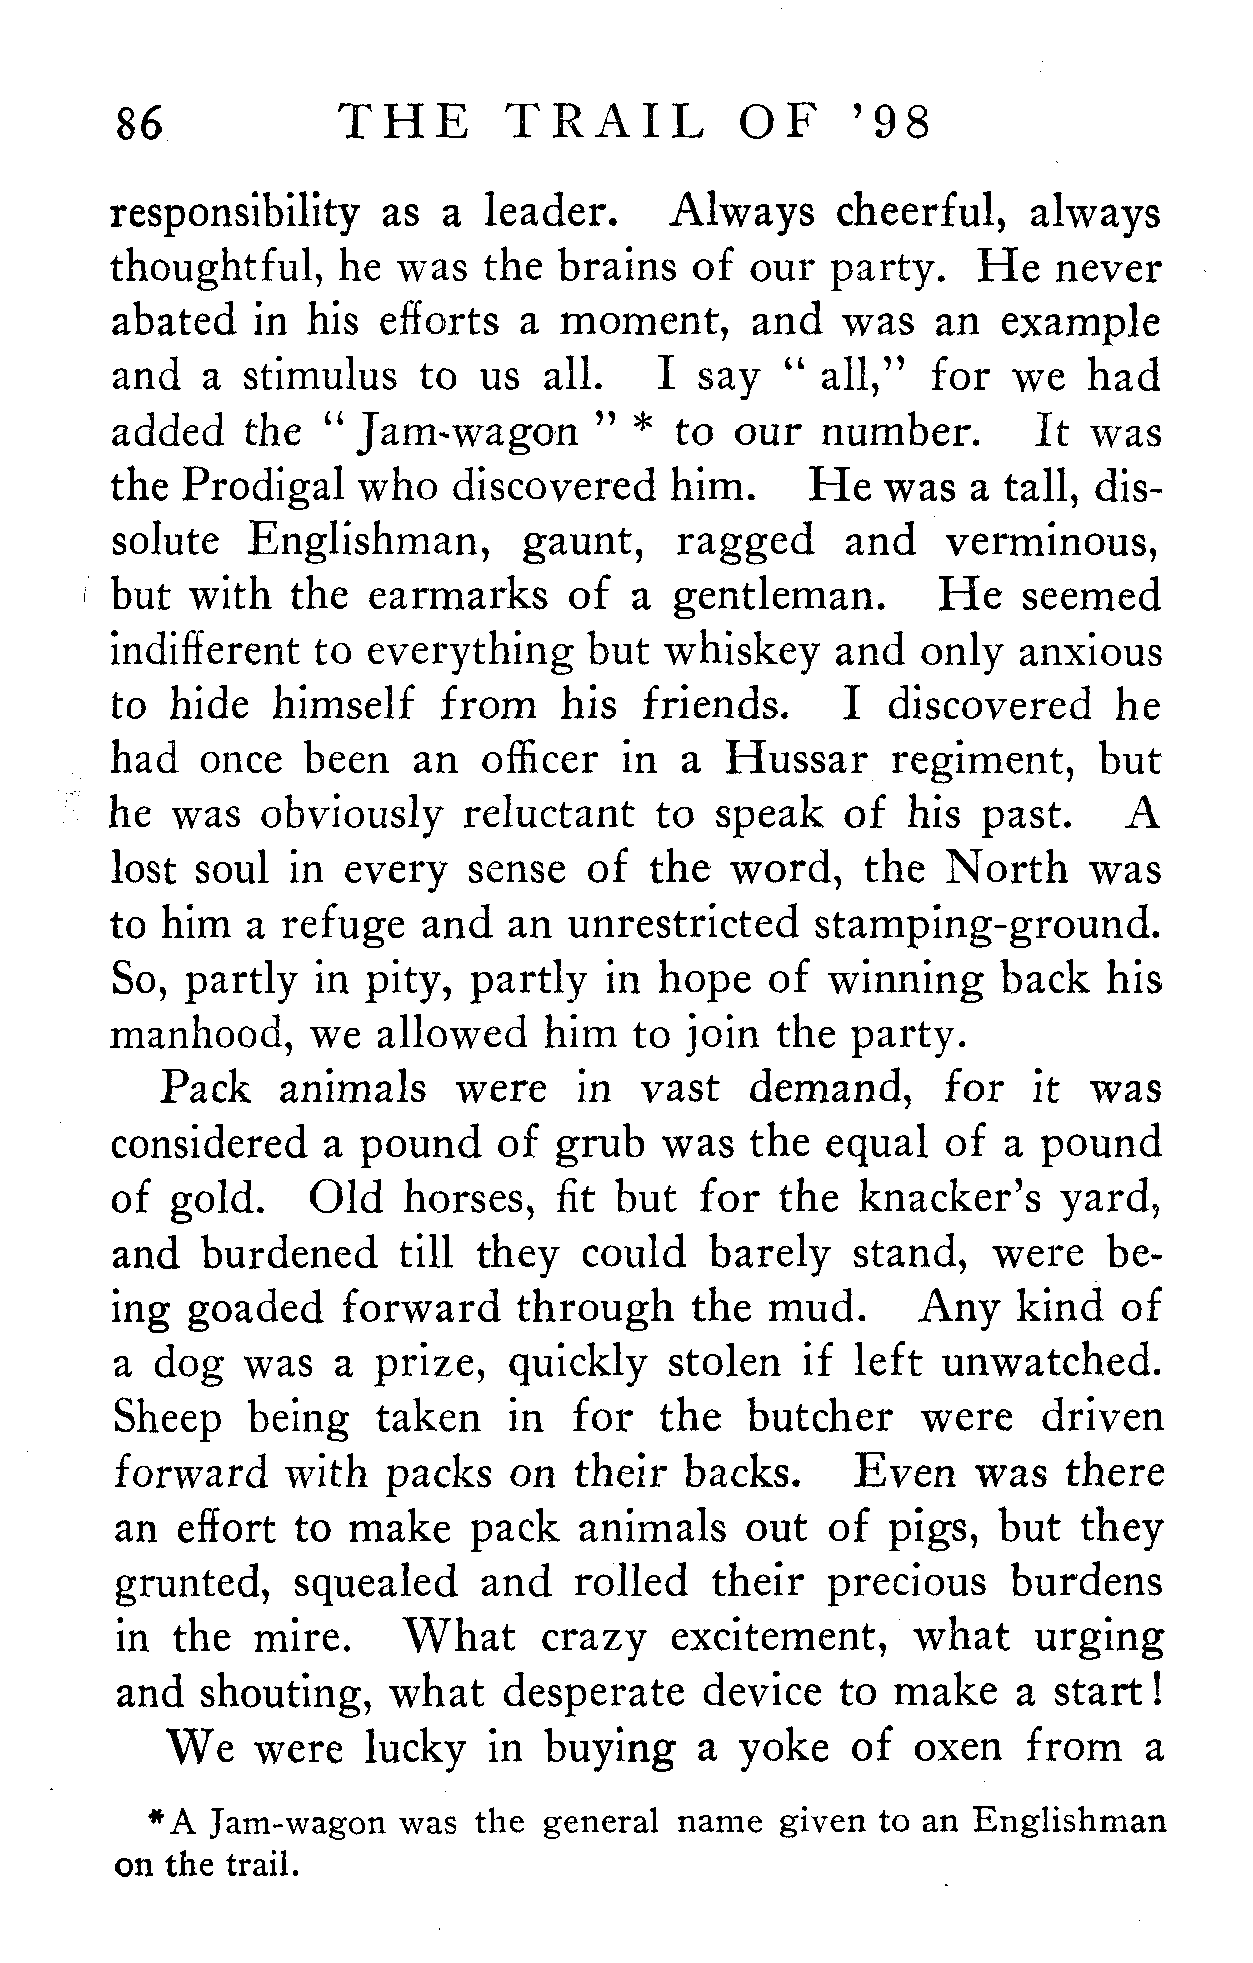 86 THE TRAIL OF '98
responsibility as a leader. Always cheerful, always
thoughtful, he was the brains of our party. He never
abated in his efforts a moment, and was an example
and a stimulus to us all. I say " all," for we had
added the " Jam-wagon " * to our number. It was
the Prodigal who discovered him. He was a tall, dis-
solute Englishman, gaunt, ragged and verminous,
but with the earmarks of a gentleman. He seemed
indifferent to everything but whiskey and only anxious
to hide himself from his friends. I discovered he
had once been an officer in a Hussar regiment, but
he was obviously reluctant to speak of his past. A
lost soul in every sense of the word, the North was
to him a refuge and an unrestricted stamping-ground.
So, partly in pity, partly in hope of winning back his
manhood, we allowed him to join the party.
Pack animals were in vast demand, for it was
considered a pound of grub was the equal of a pound
of gold. Old horses, fit but for the knacker's yard,
and burdened till they could barely stand, were be-
ing goaded forward through the mud. Any kind of
a dog was a prize, quickly stolen if left unwatched.
Sheep being taken in for the butcher were driven
forward with packs on their backs. Even was there
an effort to make pack animals out of pigs, but they
grunted, squealed and rolled their precious burdens
in the mire. What crazy excitement, what urging
and shouting, what desperate device to make a start!
We were lucky in buying a yoke of oxen from a
*A Jam-wagon was the general name given to an Englishman
on the trail.